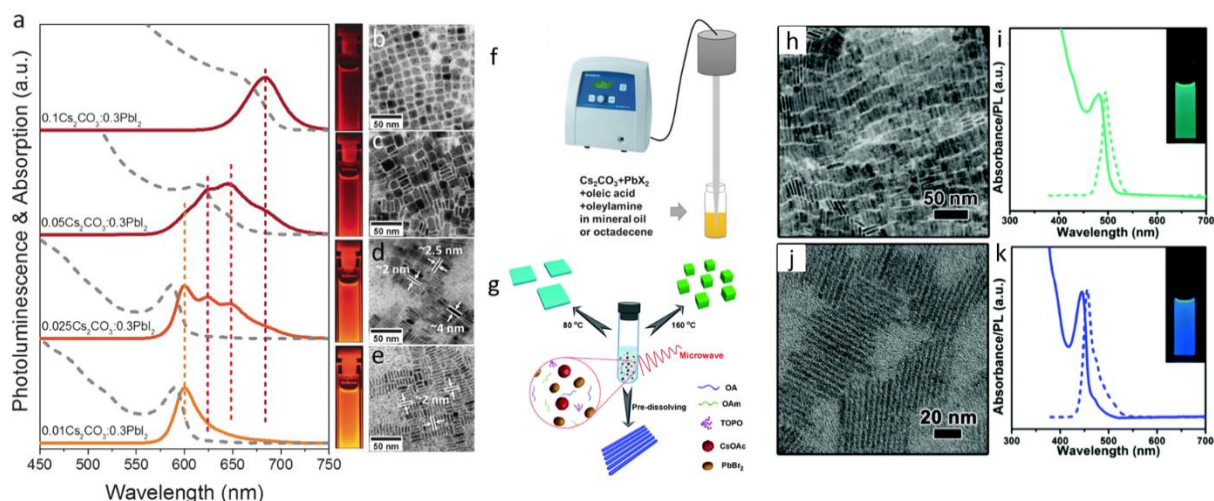 a
Photoluminescence & Absorption (a.u.)
0.1Cs₂CO₃:0.3PbI₂
0.05Cs₂CO₃:0.3PbI₂
0.025Cs₂CO₃:0.3PbI₂
0.01Cs₂CO₃:0.3PbI₂
450 500 550 600 650 700 750
Wavelength (nm)
b
50 nm
c
50 nm
d
~2.5 nm
~2 nm
~4 nm
50 nm
e
~2 nm
50 nm
f
Cs₂CO₃+PbX₂
+oleic acid
+oleylamine
in mineral oil
or octadecene
g
80 °C
160 °C
Microwave
Pre-dissolving
OA
OAm
TOPO
CsOAc
PbBr₂
h
50 nm
i
Absorbance/PL (a.u.)
300 400 500 600 700
Wavelength (nm)
j
20 nm
k
Absorbance/PL (a.u.)
300 400 500 600 700
Wavelength (nm)